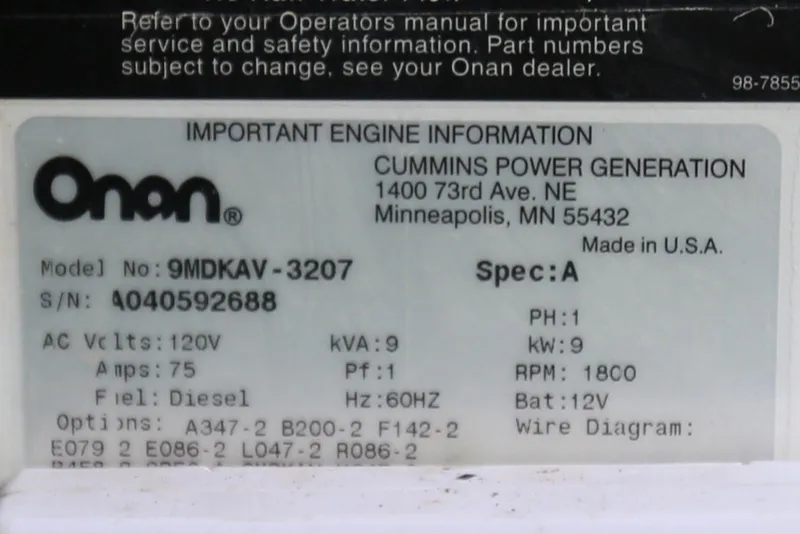 Refer to your Operators manual for important
service and safety information. Part numbers
subject to change, see your Onan dealer.
98-7855
IMPORTANT ENGINE INFORMATION
Onan®
CUMMINS POWER GENERATION
1400 73rd Ave. NE
Minneapolis, MN 55432
Made in U.S.A.
Model No: 9MDKAV-3207 Spec:A
S/N: A040592688
PH:1
AC Volts:120V kVA:9 kW:9
Amps:75 Pf:1 RPM: 1800
Fuel: Diesel Hz:60HZ Bat:12V
Options: A347-2 B200-2 F142-2 Wire Diagram:
E079 2 E086-2 L047-2 R086-2